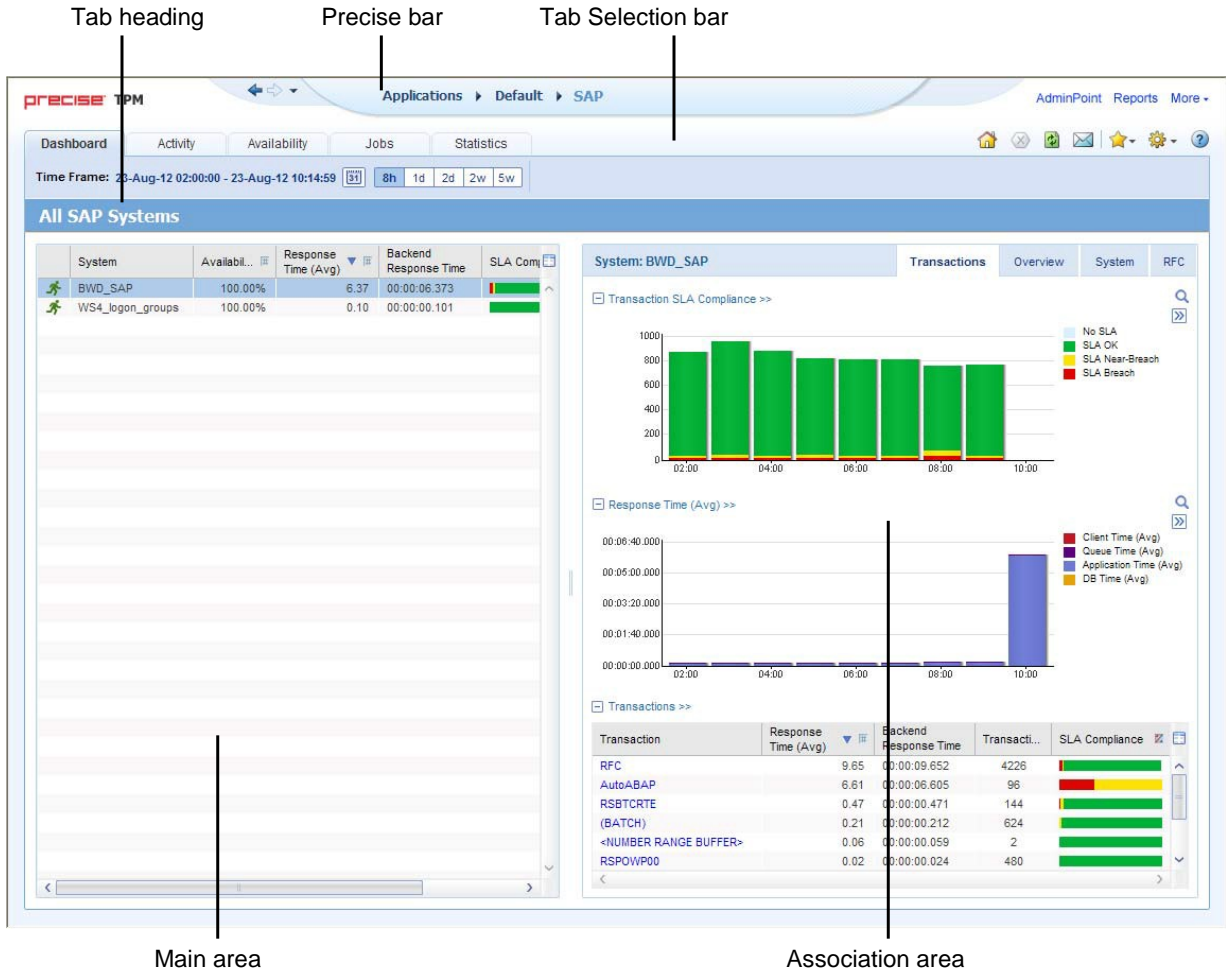 Tab heading Precise bar Tab Selection bar
precise TPM Applications Default SAP AdminPoint Reports More
Dashboard Activity Availability Jobs Statistics
Time Frame: 23-Aug-12 02:00:00 - 23-Aug-12 10:14:59 31 8h 1d 2d 2w 5w
All SAP Systems
System Availabil... Response Time (Avg) Backend Response Time SLA Com
BWD_SAP 100.00% 6.37 00:00:06.373
WS4_logon_groups 100.00% 0.10 00:00:00.101
System: BWD_SAP Transactions Overview System RFC
Transaction SLA Compliance >>
1000
800
600
400
200
0
02:00 04:00 06:00 08:00 10:00
No SLA
SLA OK
SLA Near-Breach
SLA Breach
Response Time (Avg) >>
00:06:40.000
00:05:00.000
00:03:20.000
00:01:40.000
00:00:00.000
02:00 04:00 06:00 08:00 10:00
Client Time (Avg)
Queue Time (Avg)
Application Time (Avg)
DB Time (Avg)
Transactions >>
Transaction Response Time (Avg) Backend Response Time Transacti... SLA Compliance
RFC 9.65 00:00:09.652 4226
AutoABAP 6.61 00:00:06.605 96
RSBTCRTE 0.47 00:00:00.471 144
(BATCH) 0.21 00:00:00.212 624
<NUMBER RANGE BUFFER> 0.06 00:00:00.059 2
RSPOWP00 0.02 00:00:00.024 480
Main area Association area